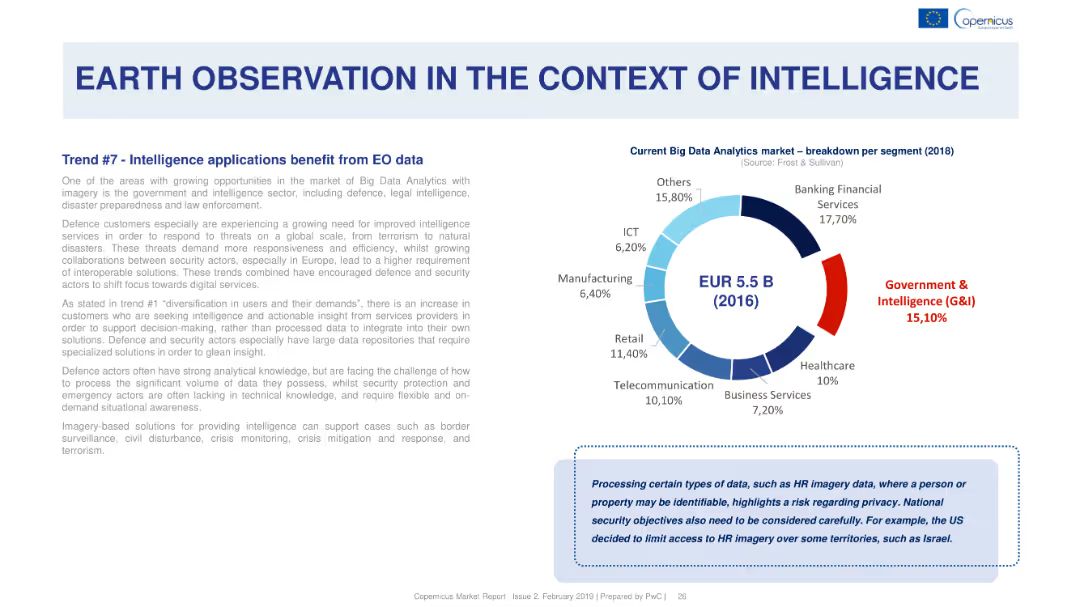 Copernicus
EARTH OBSERVATION IN THE CONTEXT OF INTELLIGENCE
Trend #7 - Intelligence applications benefit from EO data
One of the areas with growing opportunities in the market of Big Data Analytics with
imagery is the government and intelligence sector, including defence, legal intelligence,
disaster preparedness and law enforcement.
Defence customers especially are experiencing a growing need for improved intelligence
services in order to respond to threats on a global scale, from terrorism to natural
disasters. These threats demand more responsiveness and efficiency, whilst growing
collaborations between security actors, especially in Europe, lead to a higher requirement
of interoperable solutions. These trends combined have encouraged defence and security
actors to shift focus towards digital services.
As stated in trend #1 “diversification in users and their demands”, there is an increase in
customers who are seeking intelligence and actionable insight from services providers in
order to support decision-making, rather than processed data to integrate into their own
solutions. Defence and security actors especially have large data repositories that require
specialized solutions in order to glean insight.
Defence actors often have strong analytical knowledge, but are facing the challenge of how
to process the significant volume of data they possess, whilst security protection and
emergency actors are often lacking in technical knowledge, and require flexible and on-
demand situational awareness.
Imagery-based solutions for providing intelligence can support cases such as border
surveillance, civil disturbance, crisis monitoring, crisis mitigation and response, and
terrorism.
Current Big Data Analytics market – breakdown per segment (2018)
(Source: Frost & Sullivan)
Others
15,80%
Banking Financial
Services
17,70%
ICT
6,20%
Manufacturing
6,40%
EUR 5.5 B
(2016)
Government &
Intelligence (G&I)
15,10%
Retail
11,40%
Healthcare
10%
Telecommunication
10,10%
Business Services
7,20%
Processing certain types of data, such as HR imagery data, where a person or
property may be identifiable, highlights a risk regarding privacy. National
security objectives also need to be considered carefully. For example, the US
decided to limit access to HR imagery over some territories, such as Israel.
Copernicus Market Report Issue 2. February 2019 | Prepared by PwC | 26